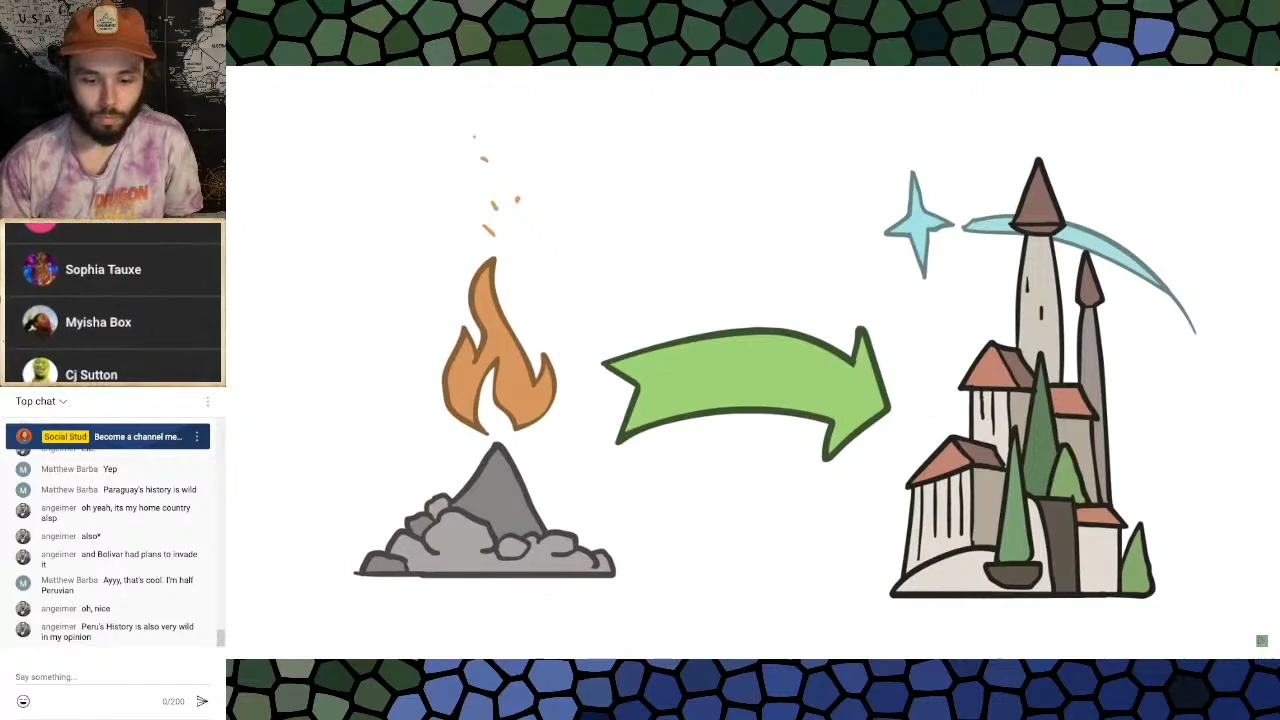 U.S.A.
DRAGON
Sophia Tauxe
Myisha Box
Cj Sutton
Top chat
Social Stud Become a channel me...
Matthew Barba Yep
Matthew Barba Paraguay's history is wild
angeimer oh yeah, its my home country
alsp
angeimer also*
angeimer and Bolivar had plans to invade
it
Matthew Barba Ayyy, that's cool. I'm half
Peruvian
angeimer oh, nice
angeimer Peru's History is also very wild
in my opinion
Say something...
0/200